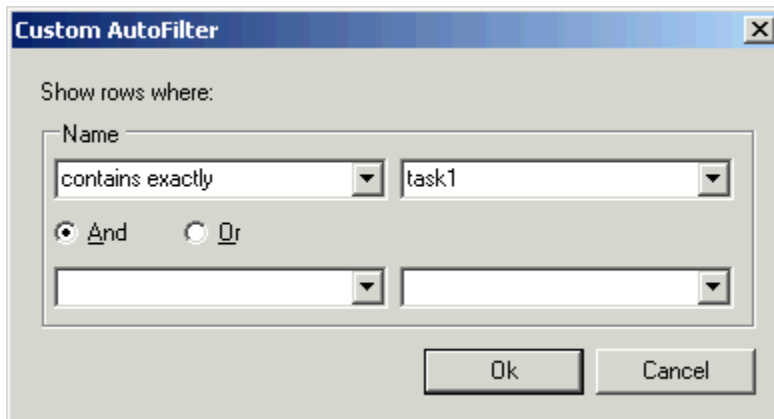 Custom AutoFilter
Show rows where:
Name
contains exactly task1
And Or
Ok Cancel